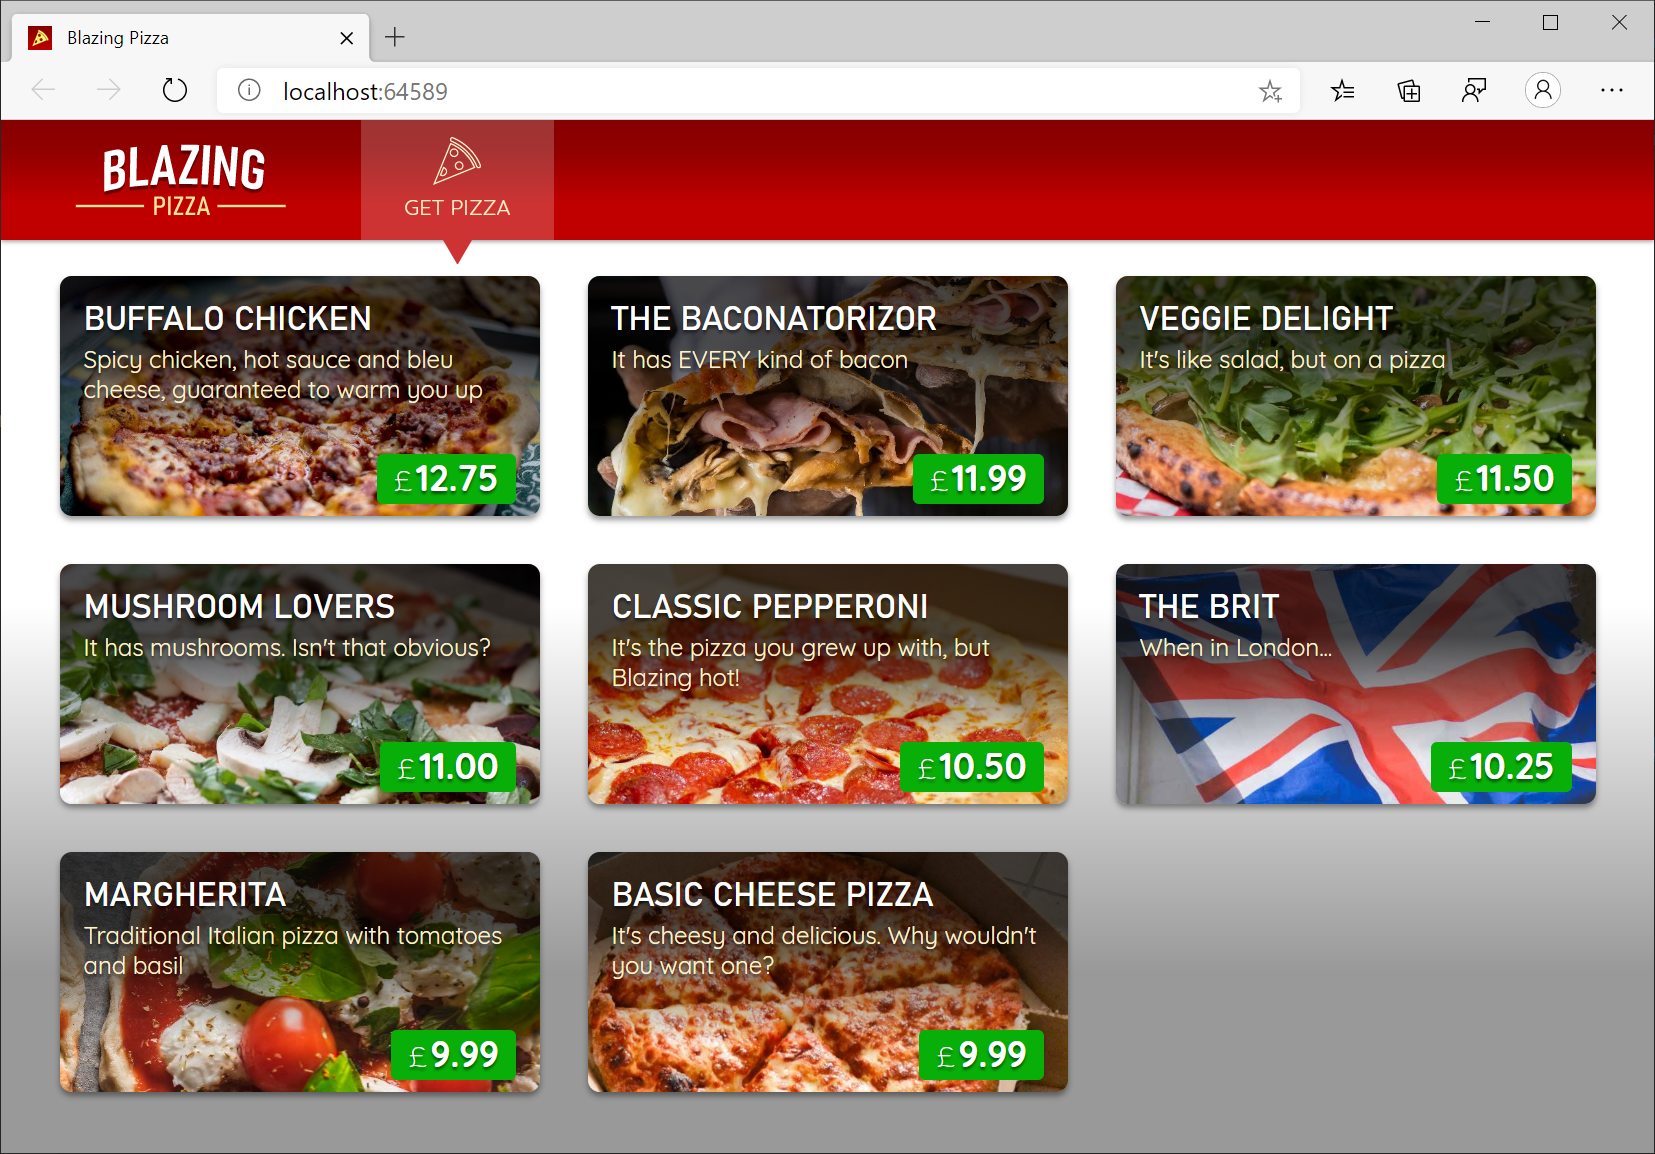 Blazing Pizza
localhost:64589
BLAZING
PIZZA
GET PIZZA
BUFFALO CHICKEN
Spicy chicken, hot sauce and bleu
cheese, guaranteed to warm you up
£12.75
THE BACONATORIZOR
It has EVERY kind of bacon
£11.99
VEGGIE DELIGHT
It's like salad, but on a pizza
£11.50
MUSHROOM LOVERS
It has mushrooms. Isn't that obvious?
£11.00
CLASSIC PEPPERONI
It's the pizza you grew up with, but
Blazing hot!
£10.50
THE BRIT
When in London...
£10.25
MARGHERITA
Traditional Italian pizza with tomatoes
and basil
£9.99
BASIC CHEESE PIZZA
It's cheesy and delicious. Why wouldn't
you want one?
£9.99